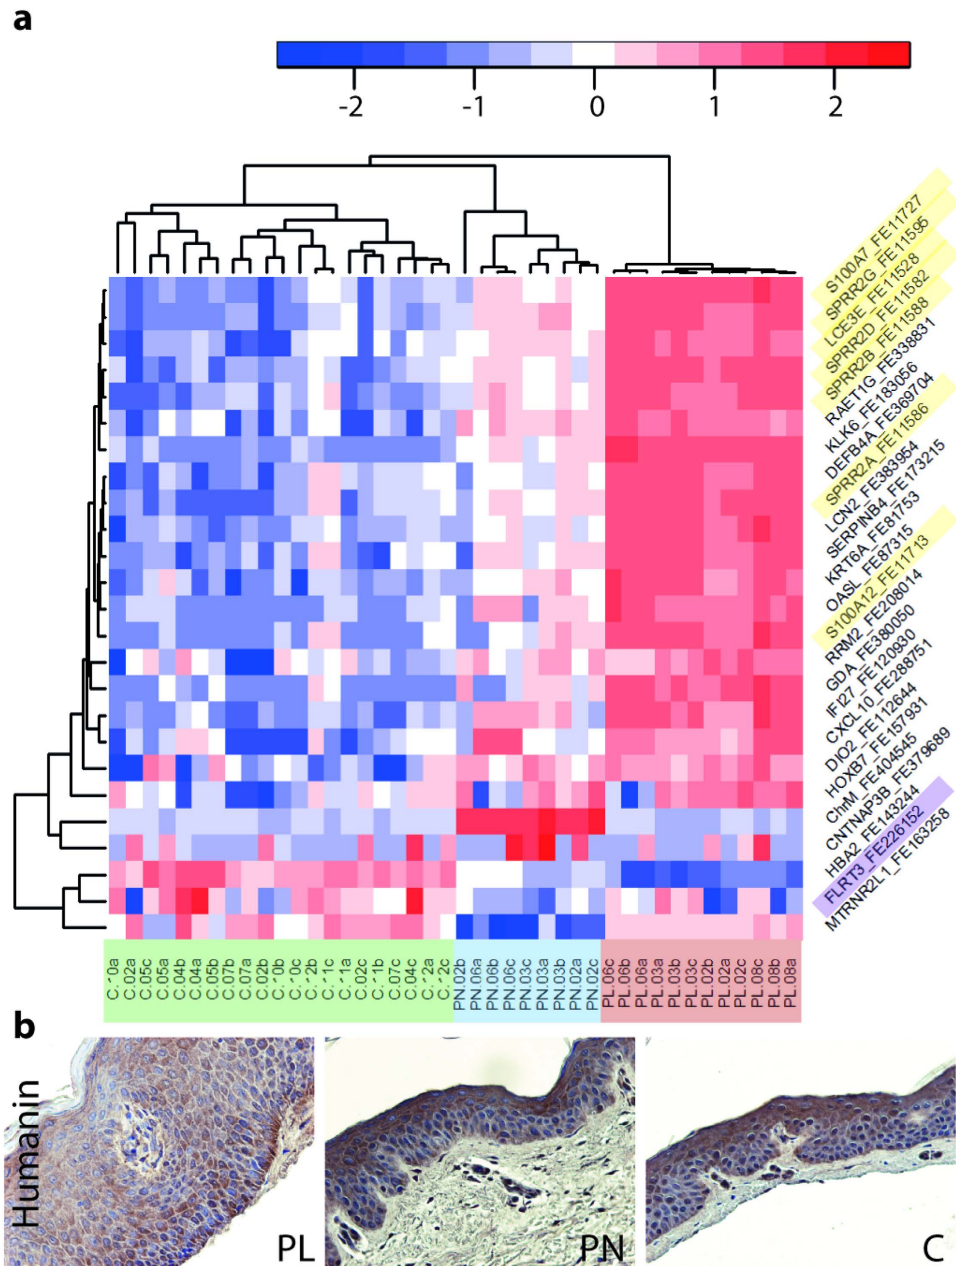 a
-2 -1 0 1 2
S100A7_FE11727
SPRR2G_FE11595
LCE3E_FE11528
SPRR2D_FE11582
SPRR2B_FE11588
RAET1G_FE338831
KLK6_FE183056
DEFB4A_FE369704
SPRR2A_FE11586
LCN2_FE383954
SERPINB4_FE173215
KRT6A_FE81753
OASL_FE87315
S100A12_FE11713
RRM2_FE208014
GDA_FE380050
IFI27_FE120930
CXCL10_FE288751
DIO2_FE112644
HOXB7_FE157931
ChrM_FE404545
CNTNAP3B_FE379689
HBA2_FE143244
FLRT3_FE226152
MTRNR2L1_FE163258
C.10a
C.02a
C.05c
C.05a
C.04b
C.04a
C.05b
C.07b
C.07a
C.02b
C.10c
C.12b
C.11c
C.11a
C.02c
C.11b
C.07c
C.04c
C.12a
C.12c
PN.02b
PN.06a
PN.06b
PN.06c
PN.03c
PN.03a
PN.03b
PN.02a
PN.02c
PL.06c
PL.06b
PL.06a
PL.03a
PL.03b
PL.03c
PL.02b
PL.02a
PL.02c
PL.08c
PL.08b
PL.08a
b
Humanin
PL
PN
C